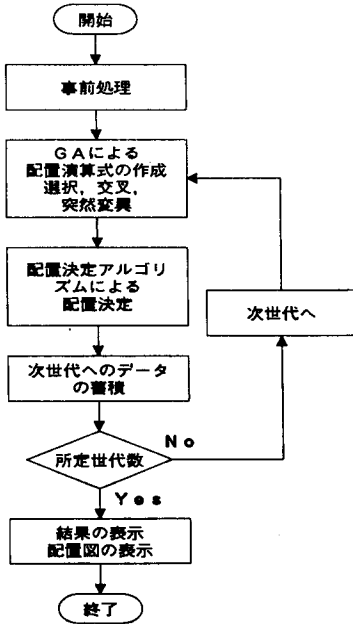 開始
事前処理
GAによる
配置演算式の作成
選択，交叉，
突然変異
配置決定アルゴリ
ズムによる
配置決定
次世代へ
次世代へのデータ
の蓄積
所定世代数
No
Yes
結果の表示
配置図の表示
終了